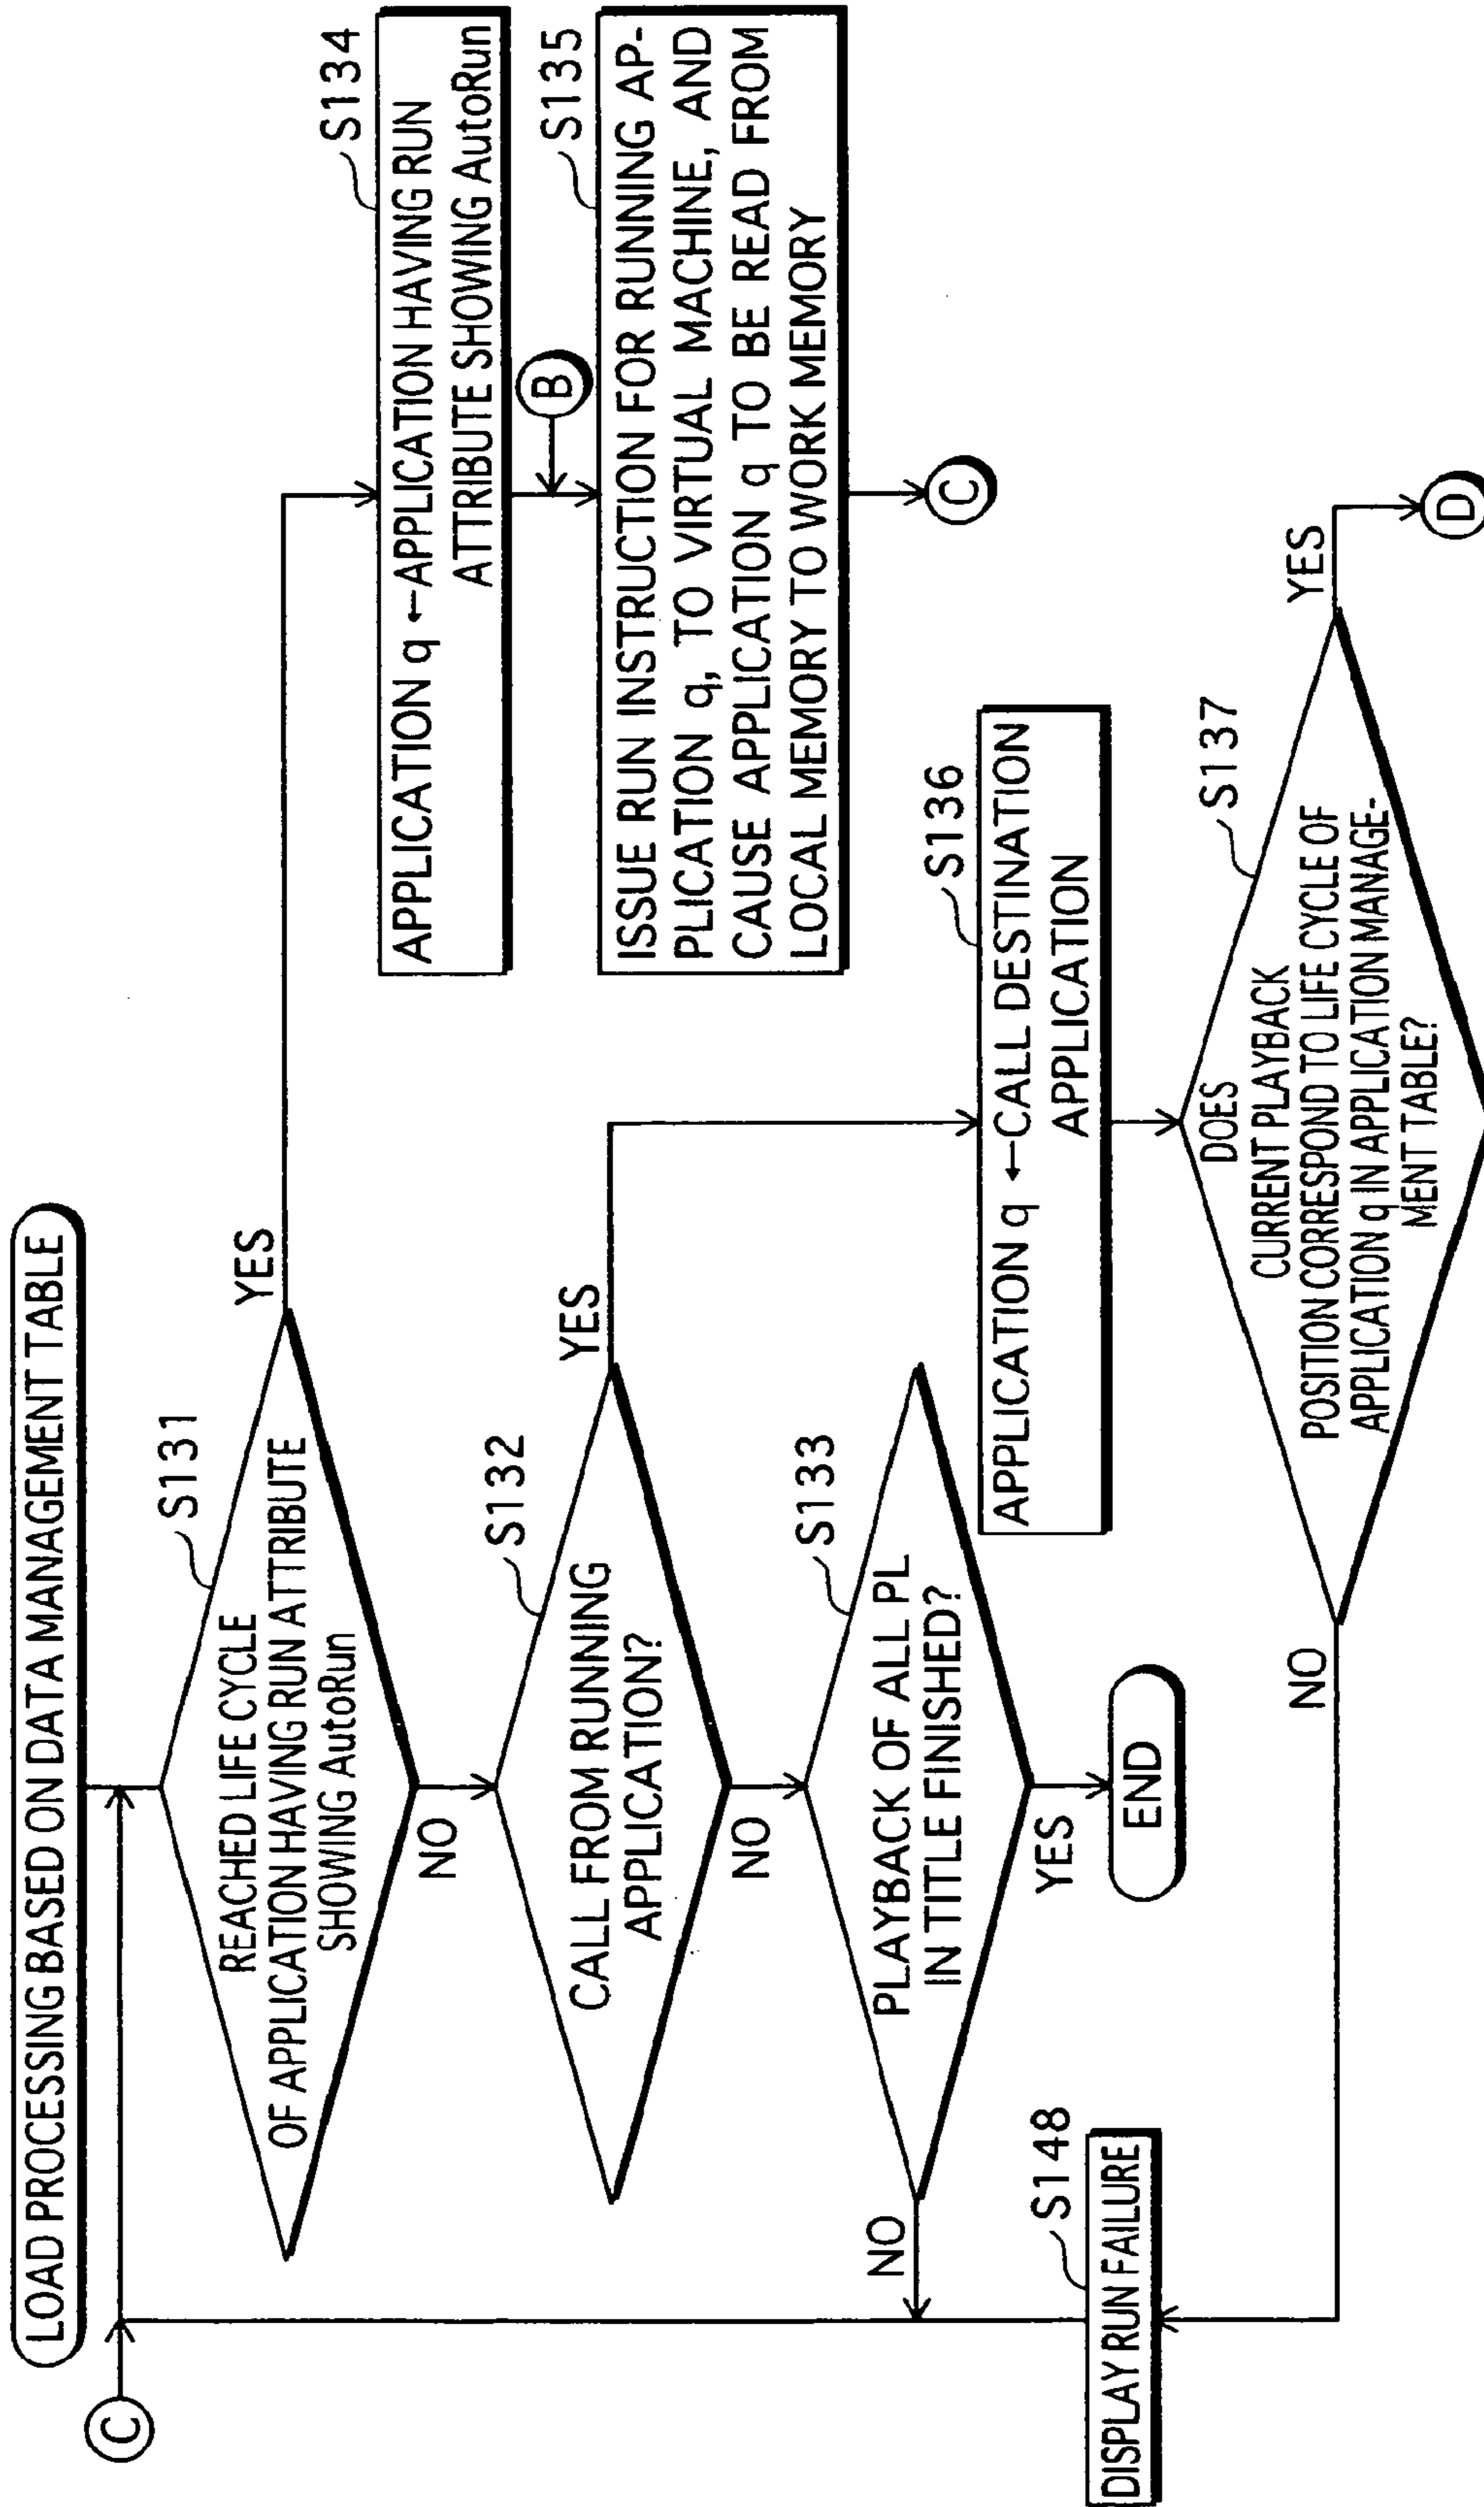 LOAD PROCESSING BASED ON DATA MANAGEMENT TABLE
C
S131
REACHED LIFE CYCLE
OF APPLICATION HAVING RUN ATTRIBUTE
SHOWING AutoRun
YES
NO
S132
CALL FROM RUNNING
APPLICATION?
YES
NO
S133
PLAYBACK OF ALL PL
IN TITLE FINISHED?
NO
YES
END
S134
APPLICATION q ← APPLICATION HAVING RUN
ATTRIBUTE SHOWING AutoRun
B
S135
ISSUE RUN INSTRUCTION FOR RUNNING AP-
PLICATION q, TO VIRTUAL MACHINE, AND
CAUSE APPLICATION q TO BE READ FROM
LOCAL MEMORY TO WORK MEMORY
C
S136
APPLICATION q ← CALL DESTINATION
APPLICATION
S137
DOES
CURRENT PLAYBACK
POSITION CORRESPOND TO LIFE CYCLE OF
APPLICATION q IN APPLICATION MANAGE-
MENT TABLE?
YES
D
NO
S148
DISPLAY RUN FAILURE